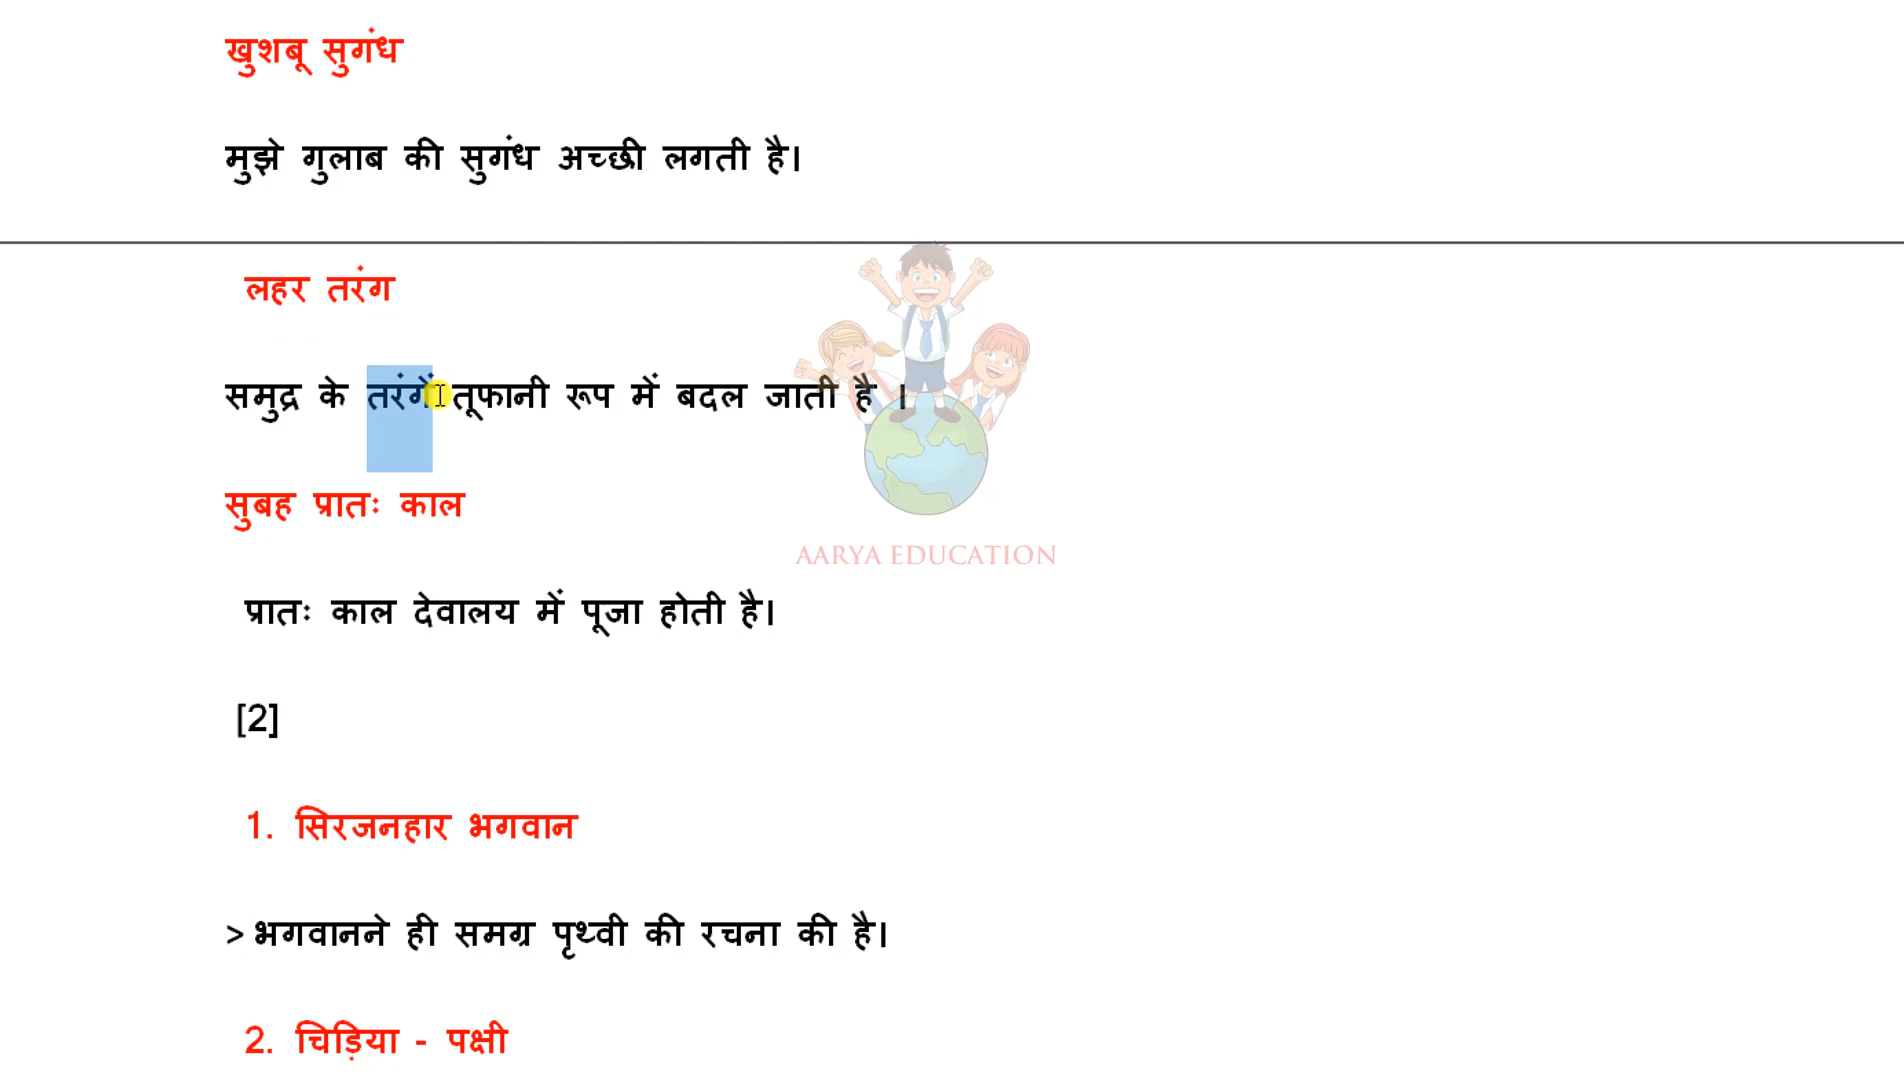 खुशबू सुगंध
मुझे गुलाब की सुगंध अच्छी लगती है।
लहर तरंग
समुद्र के तरंगें तूफानी रूप में बदल जाती है ।
सुबह प्रातः काल
AARYA EDUCATION
प्रातः काल देवालय में पूजा होती है।
[2]
1. सिरजनहार भगवान
> भगवानने ही समग्र पृथ्वी की रचना की है।
2. चिड़िया - पक्षी